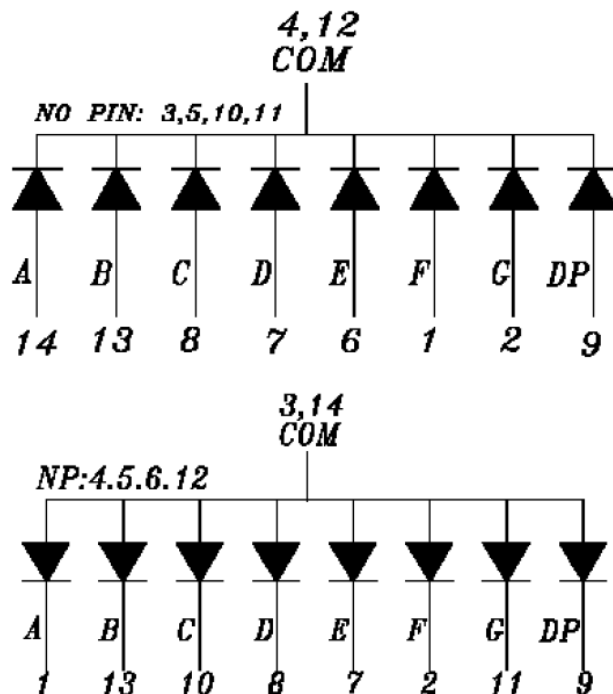 4,12
COM
NO PIN: 3,5,10,11
A B C D E F G DP
14 13 8 7 6 1 2 9
3,14
COM
NP:4.5.6.12
A B C D E F G DP
1 13 10 8 7 2 11 9